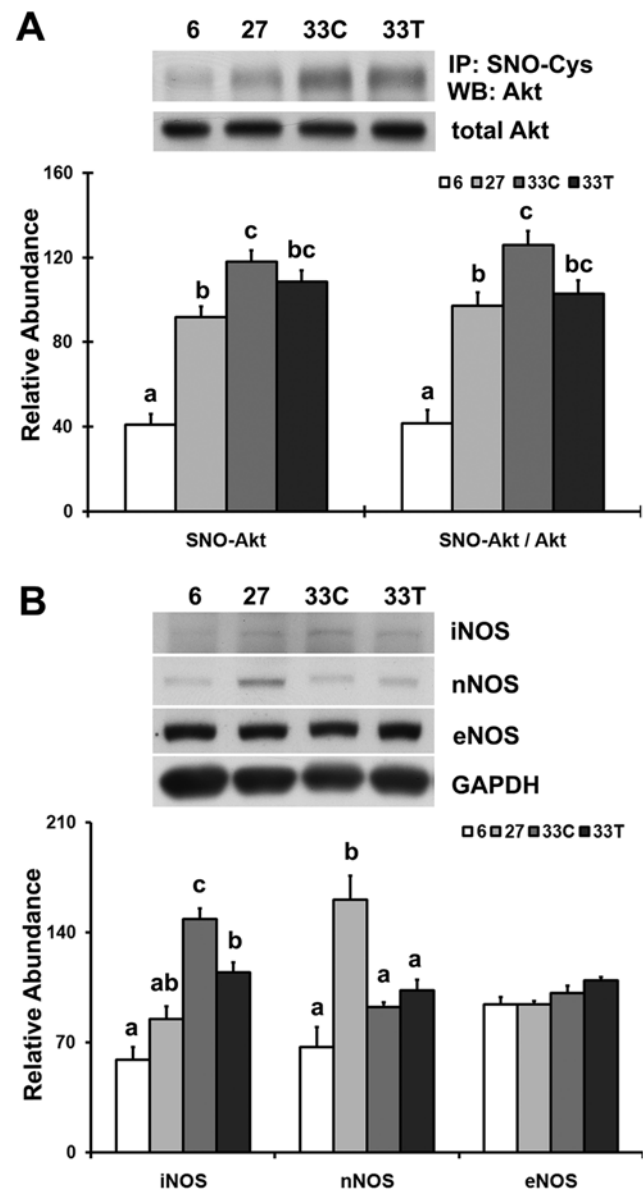 A
6 27 33C 33T
IP: SNO-Cys
WB: Akt
total Akt
160
120
80
40
0
Relative Abundance
6 27 33C 33T
a
b
c
bc
a
b
c
bc
SNO-Akt
SNO-Akt / Akt
B
6 27 33C 33T
iNOS
nNOS
eNOS
GAPDH
210
140
70
0
Relative Abundance
6 27 33C 33T
a
ab
c
b
a
b
a
a
iNOS
nNOS
eNOS